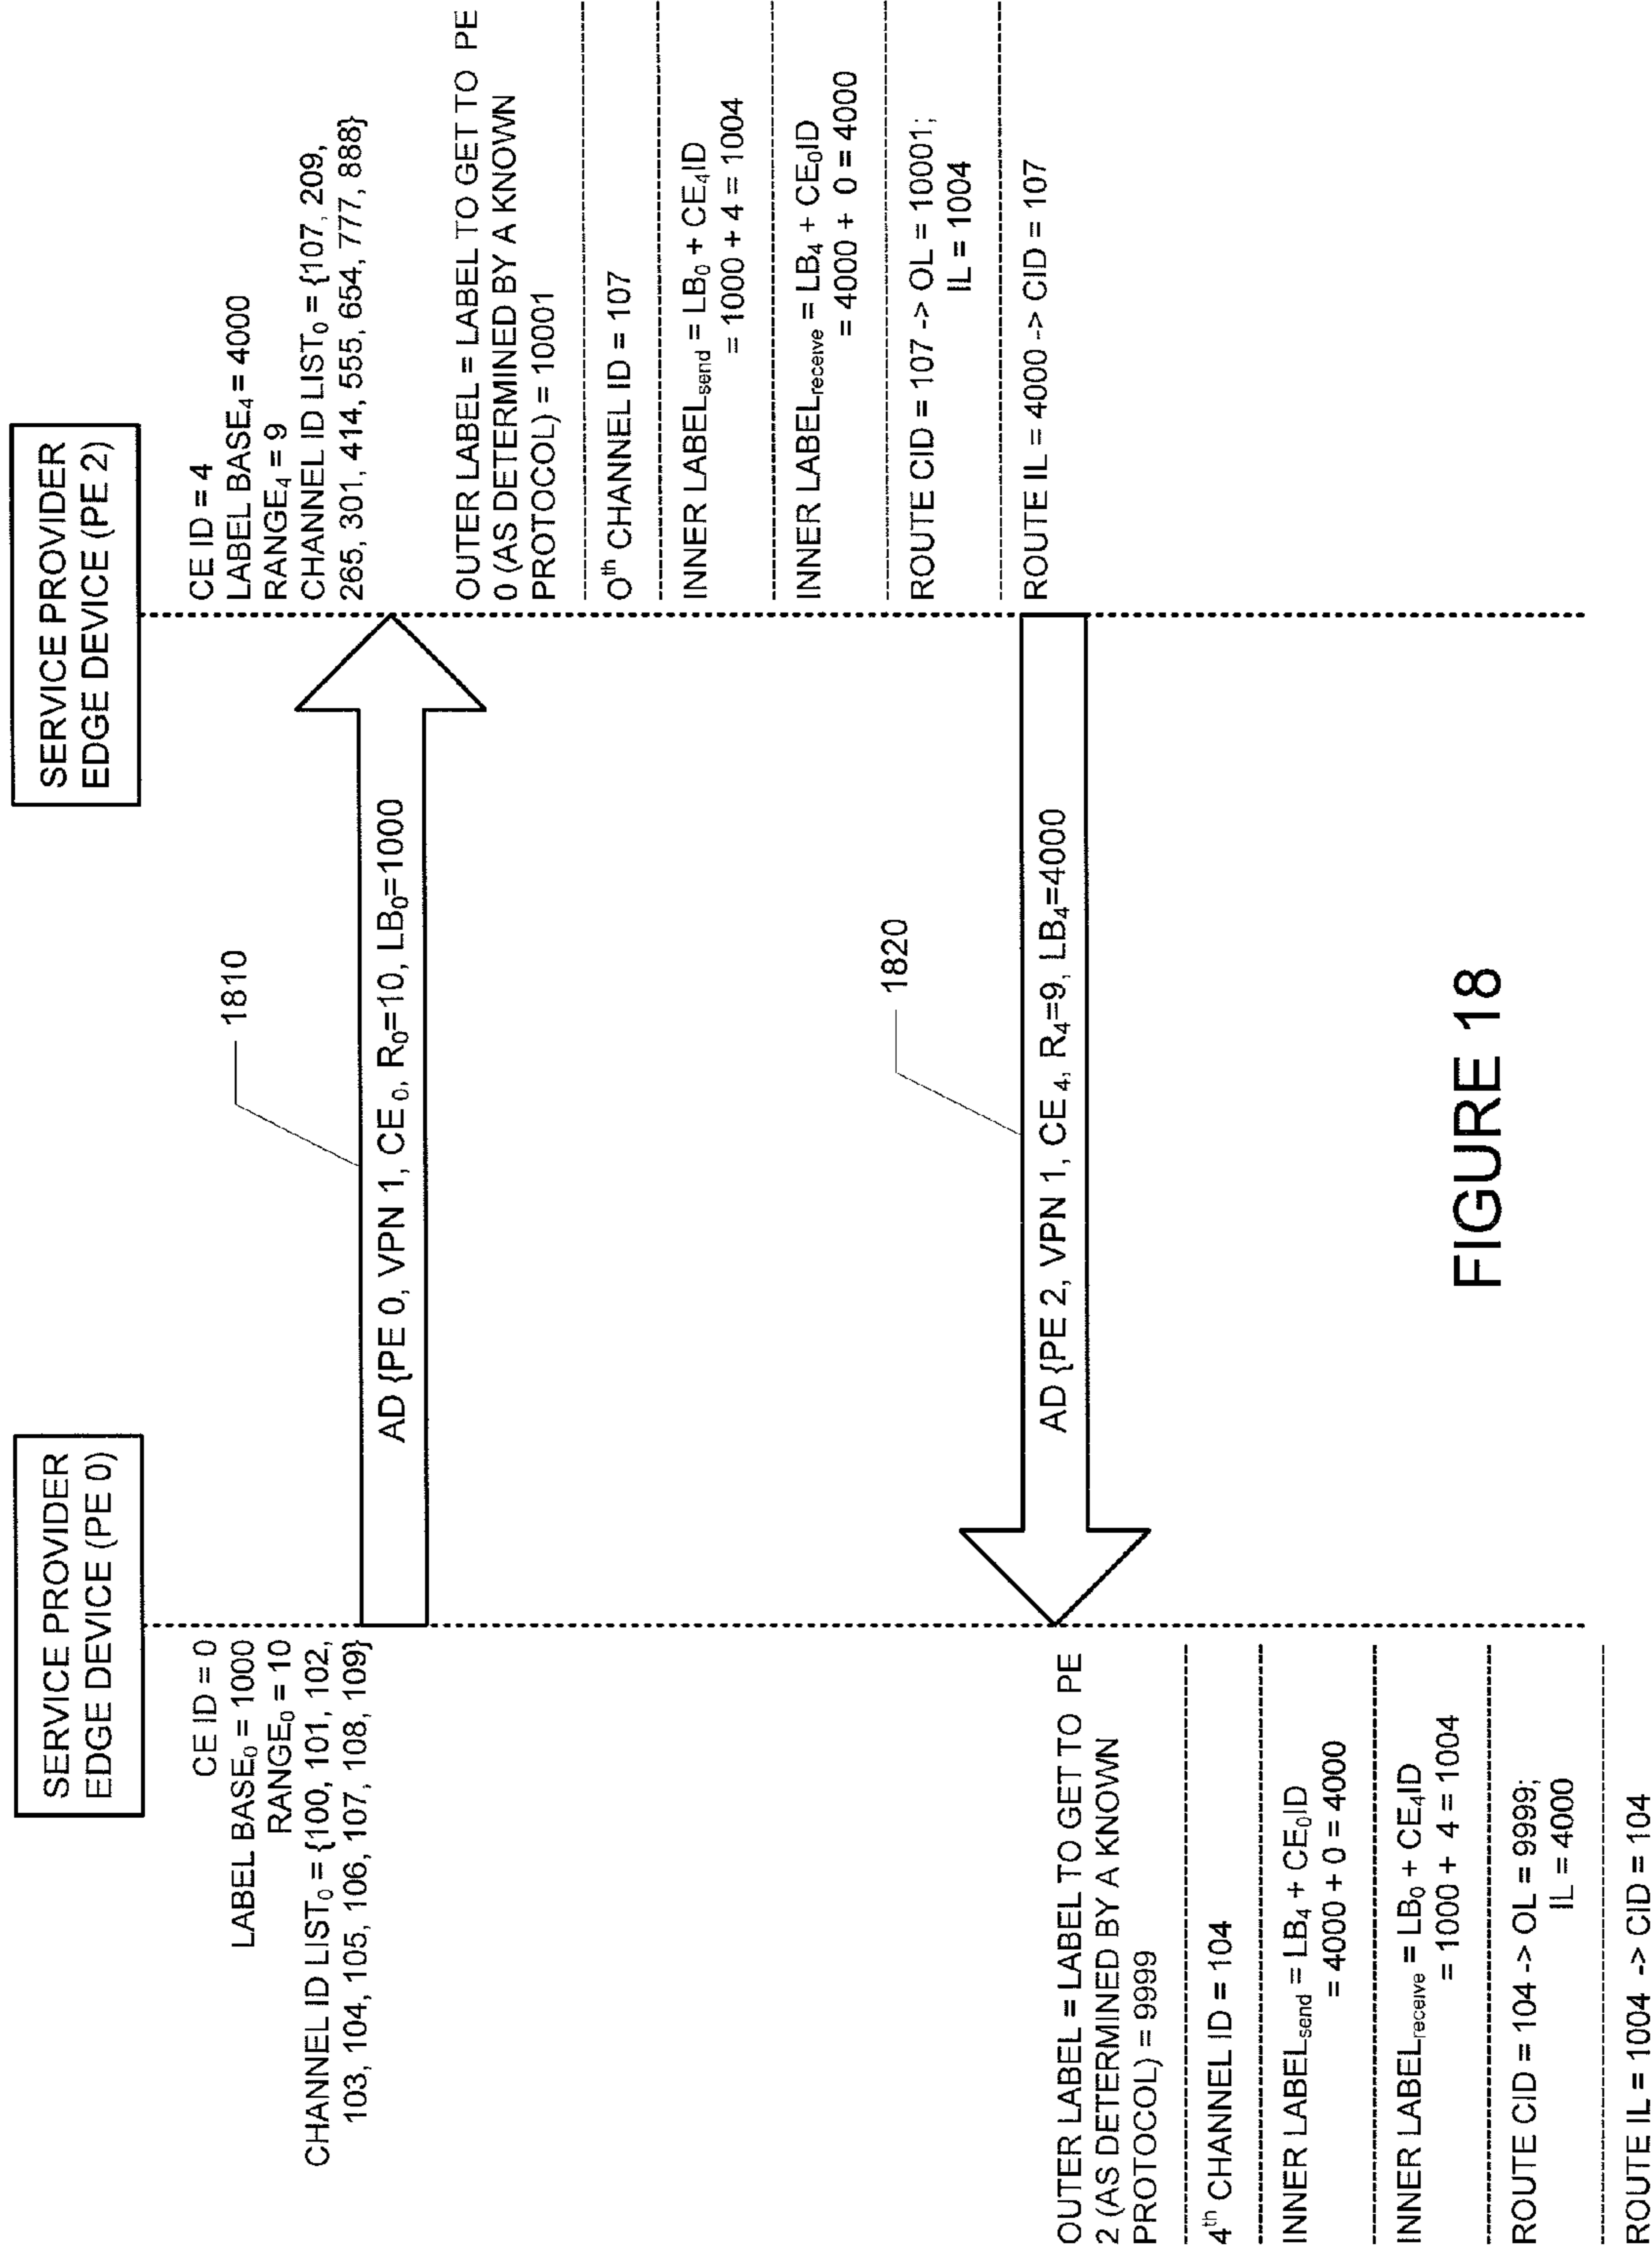 SERVICE PROVIDER
EDGE DEVICE (PE 0)
SERVICE PROVIDER
EDGE DEVICE (PE 2)
CE ID = 0
LABEL BASE₀ = 1000
RANGE₀ = 10
CHANNEL ID LIST₀ = {100, 101, 102,
103, 104, 105, 106, 107, 108, 109}
CE ID = 4
LABEL BASE₄ = 4000
RANGE₄ = 9
CHANNEL ID LIST₀ = {107, 209,
265, 301, 414, 555, 654, 777, 888}
1810
AD {PE 0, VPN 1, CE ₀, R₀=10, LB₀=1000
OUTER LABEL = LABEL TO GET TO PE
0 (AS DETERMINED BY A KNOWN
PROTOCOL) = 10001
O^th CHANNEL ID = 107
INNER LABEL_send = LB₀ + CE₄ID
= 1000 + 4 = 1004
INNER LABEL_receive = LB₄ + CE₀ID
= 4000 + 0 = 4000
ROUTE CID = 107 -> OL = 10001;
IL = 1004
ROUTE IL = 4000 -> CID = 107
1820
AD {PE 2, VPN 1, CE ₄, R₄=9, LB₄=4000
OUTER LABEL = LABEL TO GET TO PE
2 (AS DETERMINED BY A KNOWN
PROTOCOL) = 9999
4^th CHANNEL ID = 104
INNER LABEL_send = LB₄ + CE₀ID
= 4000 + 0 = 4000
INNER LABEL_receive = LB₀ + CE₄ID
= 1000 + 4 = 1004
ROUTE CID = 104 -> OL = 9999;
IL = 4000
ROUTE IL = 1004 -> CID = 104
FIGURE 18